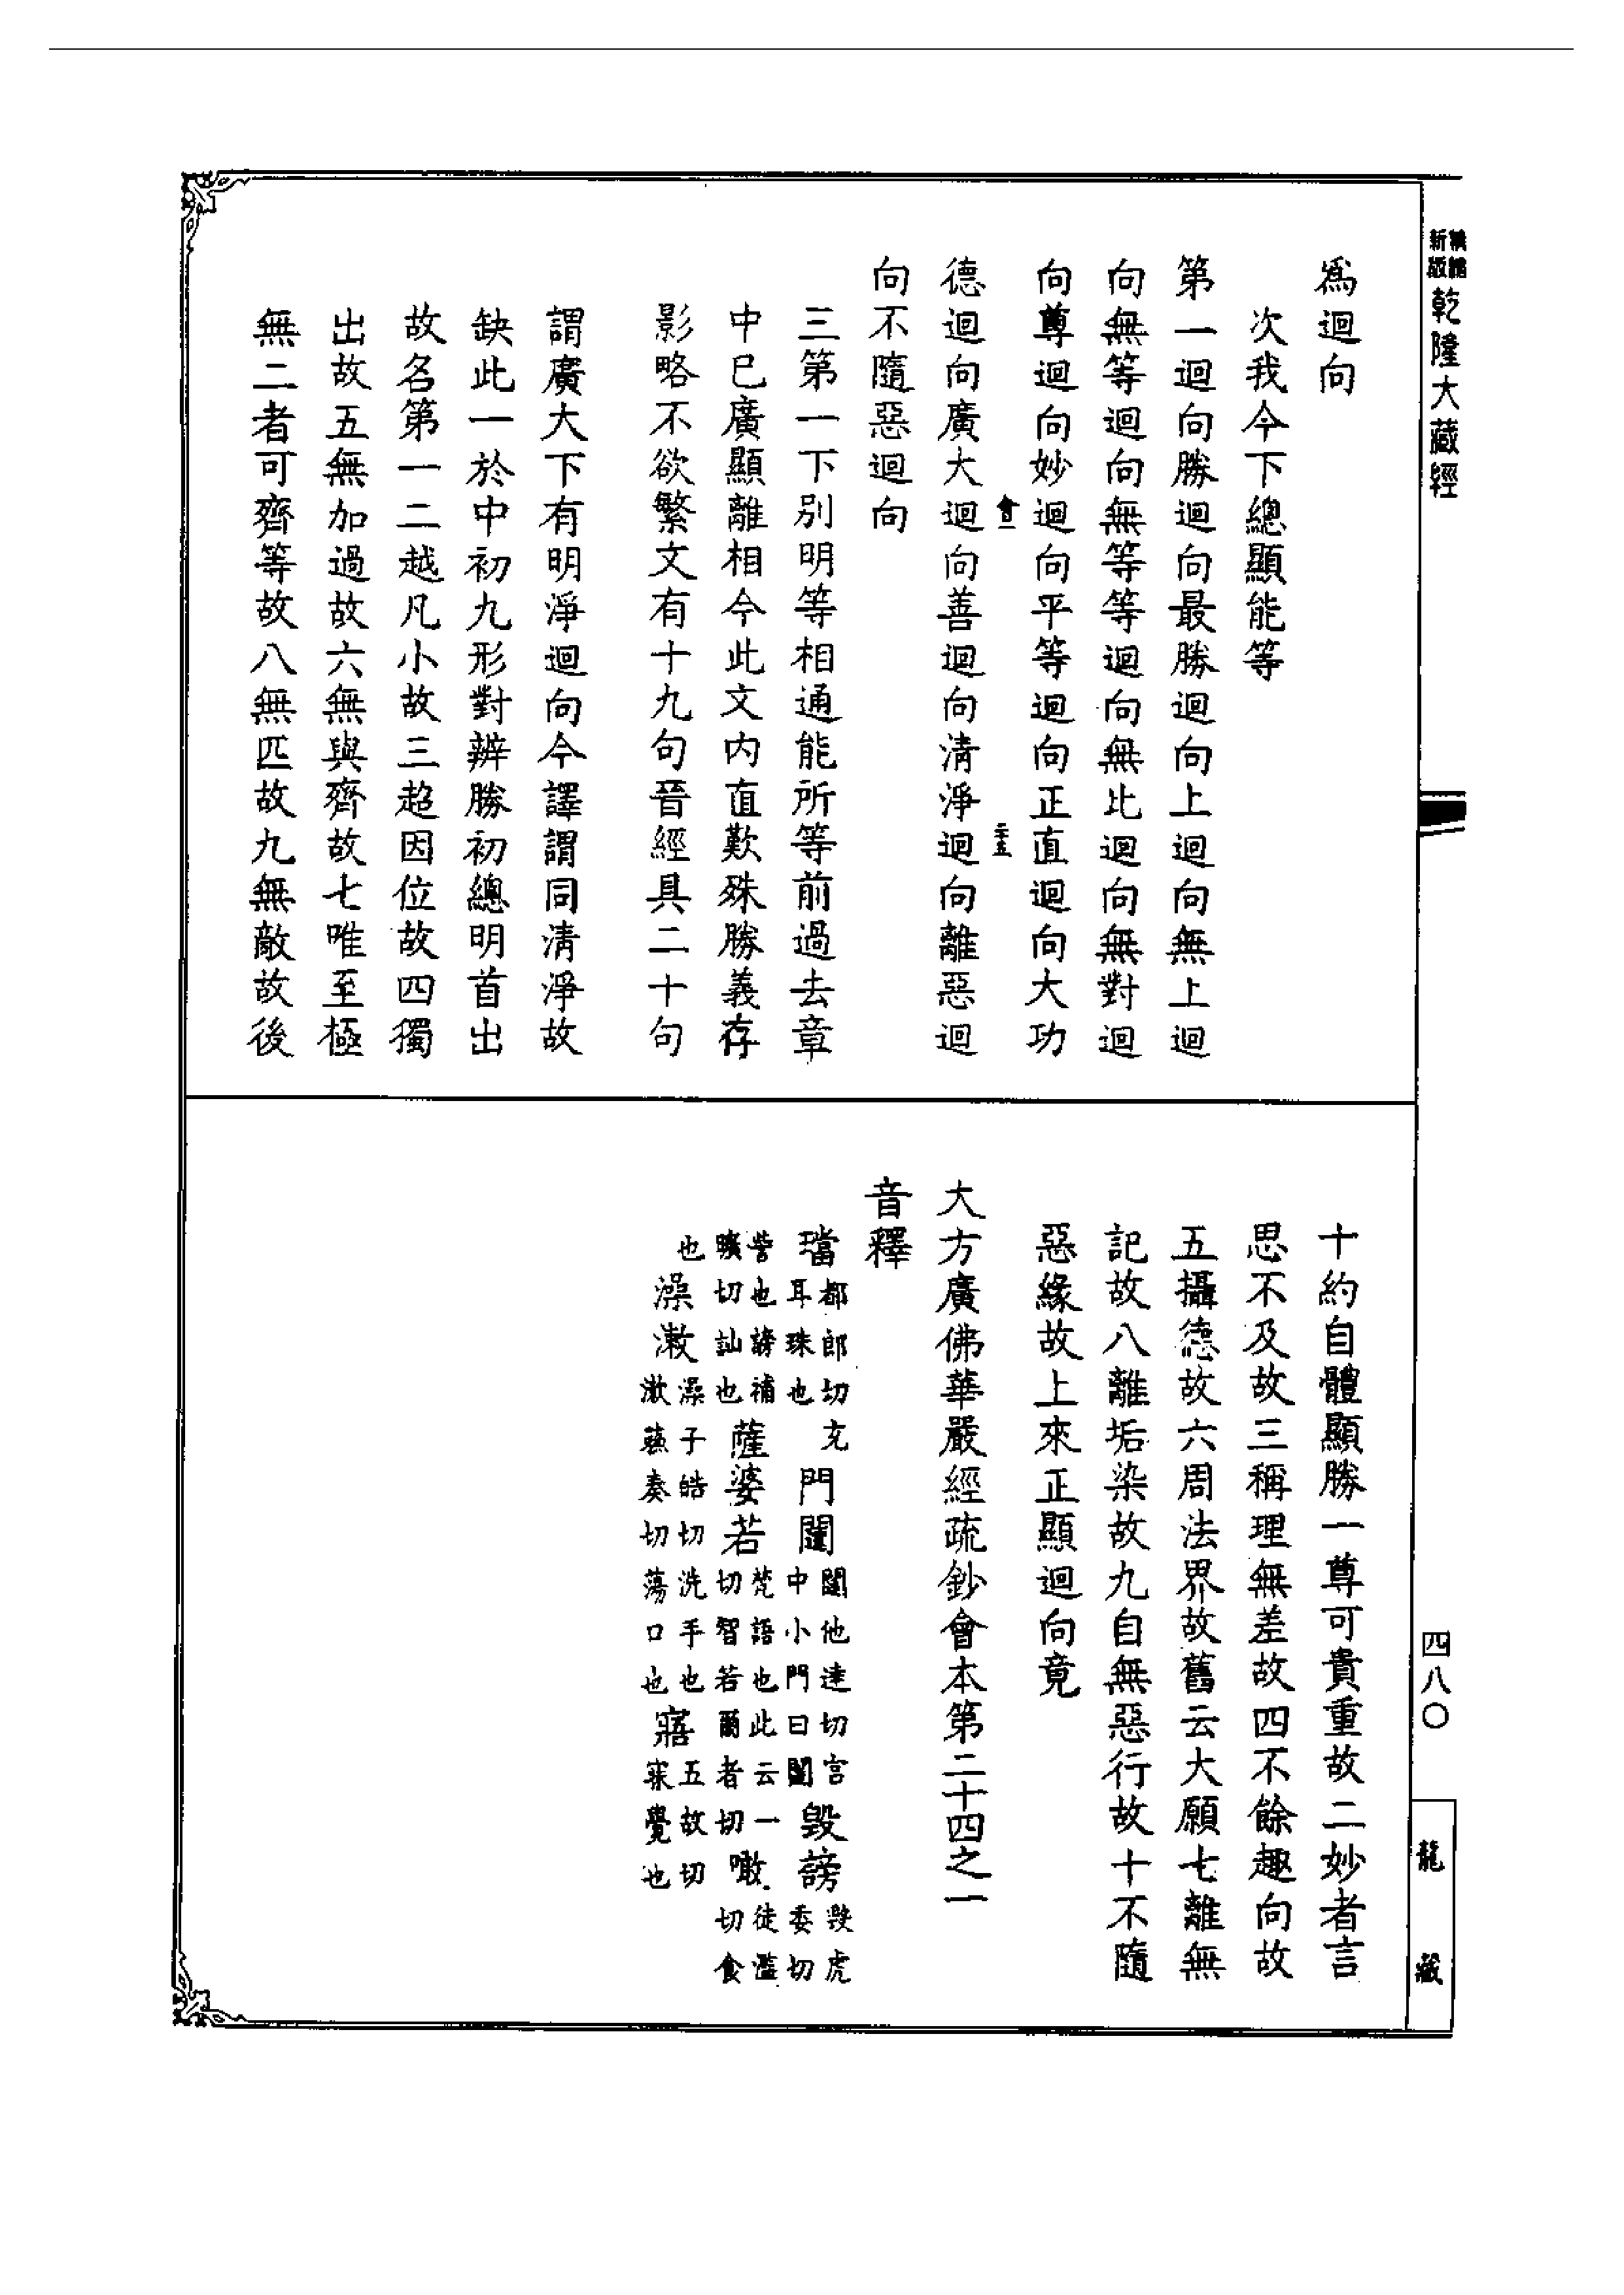 新版
乾隆大藏經
四八〇
龍藏
爲迴向
次我今下總顯能等
第一迴向勝迴向最勝迴向上迴向無上迴
向無等迴向無等等迴向無比迴向無對迴
向尊迴向妙迴向平等迴向正直迴向大功
德迴向廣大迴向善迴向清淨迴向離惡迴
向不隨惡迴向
三第一下別明等相通能所等前過去章
中已廣顯離相今此文内直歎殊勝義存
影略不欲繁文有十九句晉經具二十句
謂廣大下有明淨迴向今譯謂同清淨故
缺此一於中初九形對辨勝初總明首出
故名第一二越凡小故三超因位故四獨
出故五無加過故六無與齊故七唯至極
無二者可齊等故八無匹故九無敵故後
十約自體顯勝一尊可貴重故二妙者言
思不及故三稱理無差故四不餘趣向故
五攝德故六周法界故舊云大願七離無
記故八離垢染故九自無惡行故十不隨
惡緣故上來正顯迴向竟
大方廣佛華嚴經疏鈔會本第二十四之一
音釋
璫都郎切充耳珠也 門闥闥他達切宫中小門曰闥 毀謗毀虎委切
訾也謗補曠切訕也 薩婆若梵語也此云一切智若爾者切 噉徒濫切食
也 澡漱澡子皓切洗手也漱蘇奏切蕩口也 寤五故切寐覺也